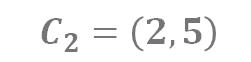 C₂ = (2,5)